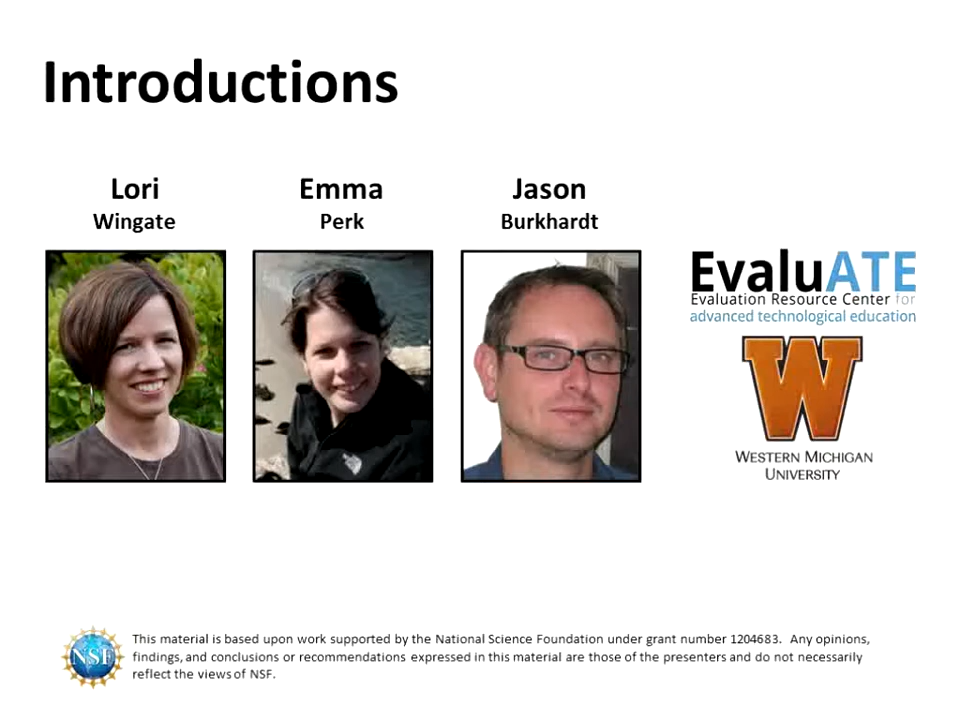 Introductions
Lori
Wingate
Emma
Perk
Jason
Burkhardt
EvaluATE
Evaluation Resource Center for
advanced technological education
W
WESTERN MICHIGAN
UNIVERSITY
NSF
This material is based upon work supported by the National Science Foundation under grant number 1204683.  Any opinions,
findings, and conclusions or recommendations expressed in this material are those of the presenters and do not necessarily
reflect the views of NSF.